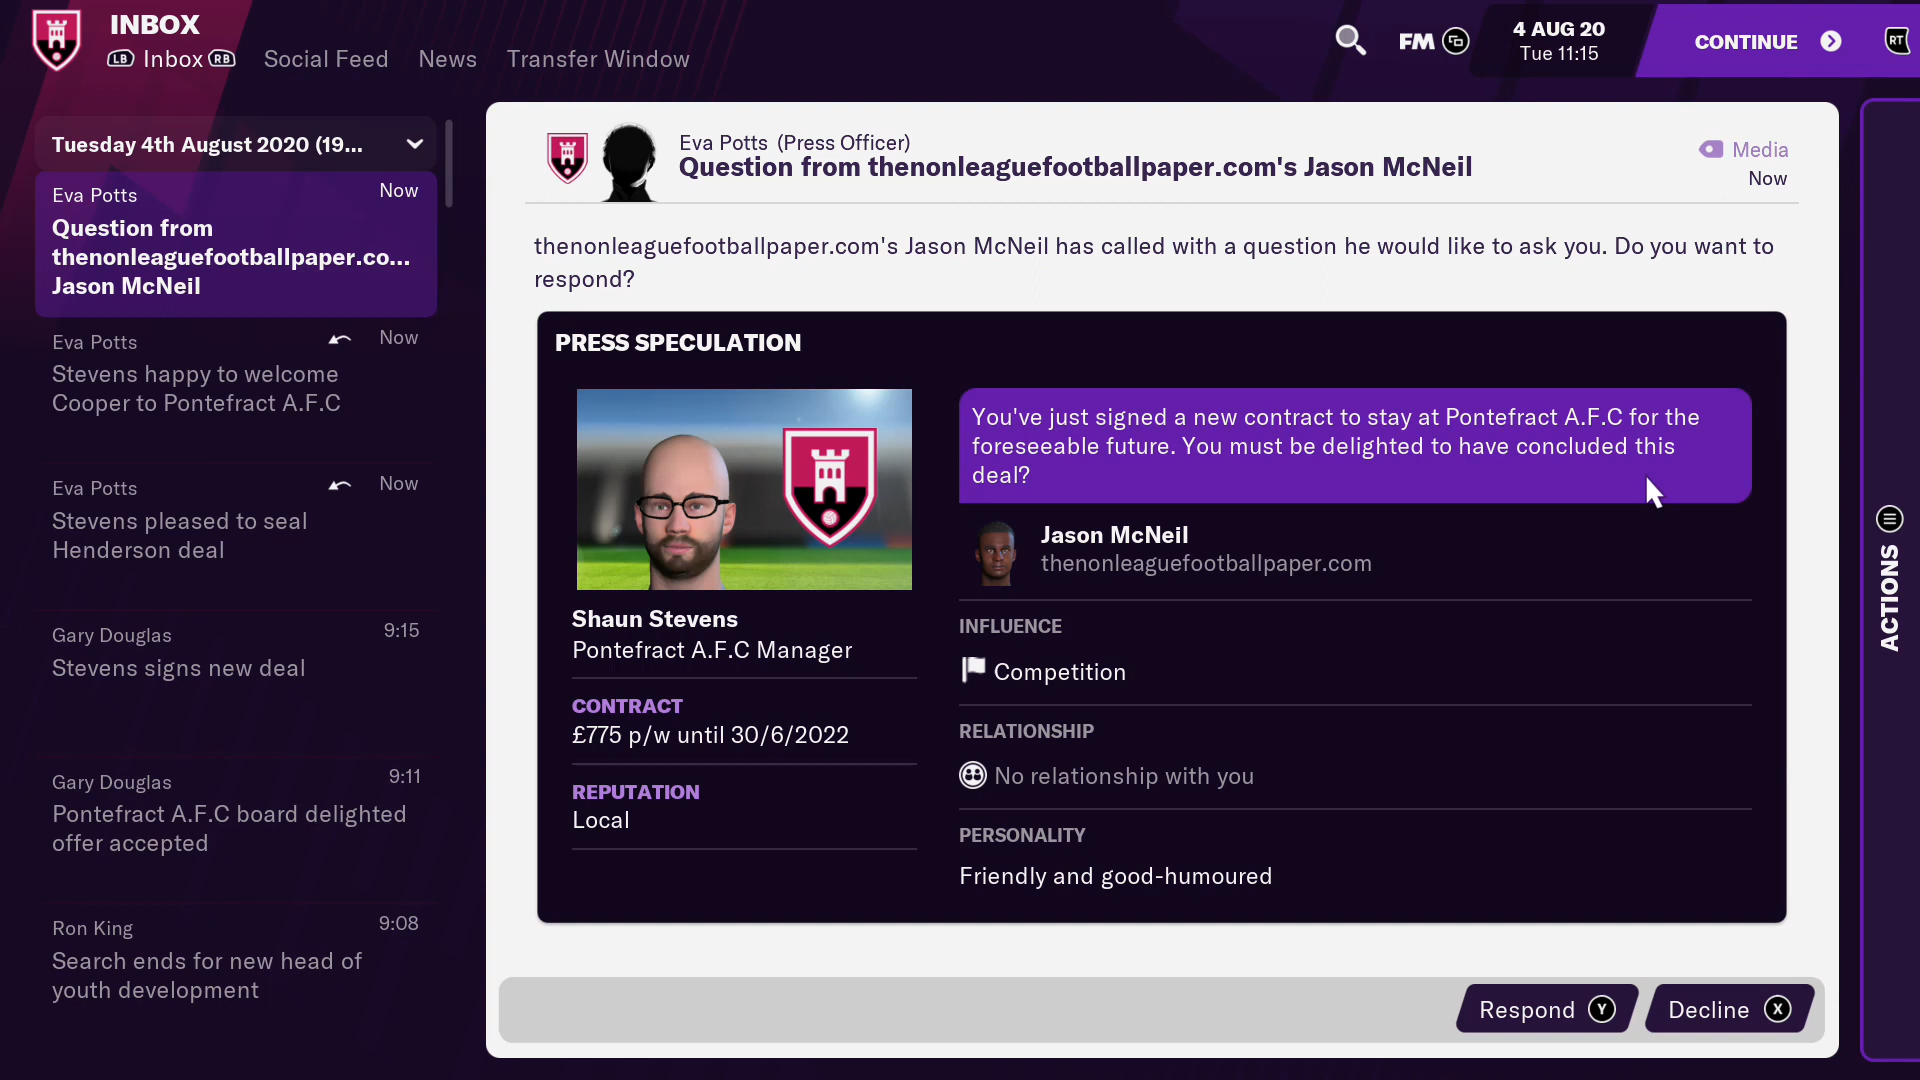 INBOX
LB Inbox RB
Social Feed
News
Transfer Window
FM
4 AUG 20
Tue 11:15
CONTINUE
RT
Tuesday 4th August 2020 (19...
Eva Potts
Now
Question from
thenonleaguefootballpaper.co...
Jason McNeil
Eva Potts
Now
Stevens happy to welcome
Cooper to Pontefract A.F.C
Eva Potts
Now
Stevens pleased to seal
Henderson deal
Gary Douglas
9:15
Stevens signs new deal
Gary Douglas
9:11
Pontefract A.F.C board delighted
offer accepted
Ron King
9:08
Search ends for new head of
youth development
Eva Potts (Press Officer)
Question from thenonleaguefootballpaper.com's Jason McNeil
Media
Now
thenonleaguefootballpaper.com's Jason McNeil has called with a question he would like to ask you. Do you want to
respond?
PRESS SPECULATION
Shaun Stevens
Pontefract A.F.C Manager
CONTRACT
£775 p/w until 30/6/2022
REPUTATION
Local
You've just signed a new contract to stay at Pontefract A.F.C for the
foreseeable future. You must be delighted to have concluded this
deal?
Jason McNeil
thenonleaguefootballpaper.com
INFLUENCE
Competition
RELATIONSHIP
No relationship with you
PERSONALITY
Friendly and good-humoured
Respond Y
Decline X
ACTIONS